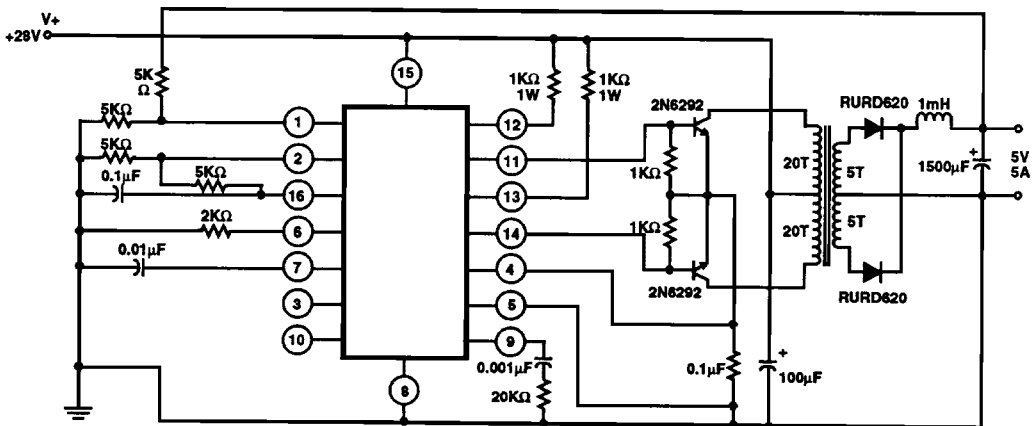 V+
+28V
5K
Ω
15
1KΩ
1W
1KΩ
1W
2N6292
RURD620
1mH
5KΩ
1
12
5KΩ
2
11
20T
5T
+
1500μF
5V
5A
0.1μF
5KΩ
16
13
1KΩ
2KΩ
6
14
1KΩ
20T
5T
0.01μF
7
4
2N6292
RURD620
3
5
10
9
0.001μF
0.1μF
+
100μF
8
20KΩ